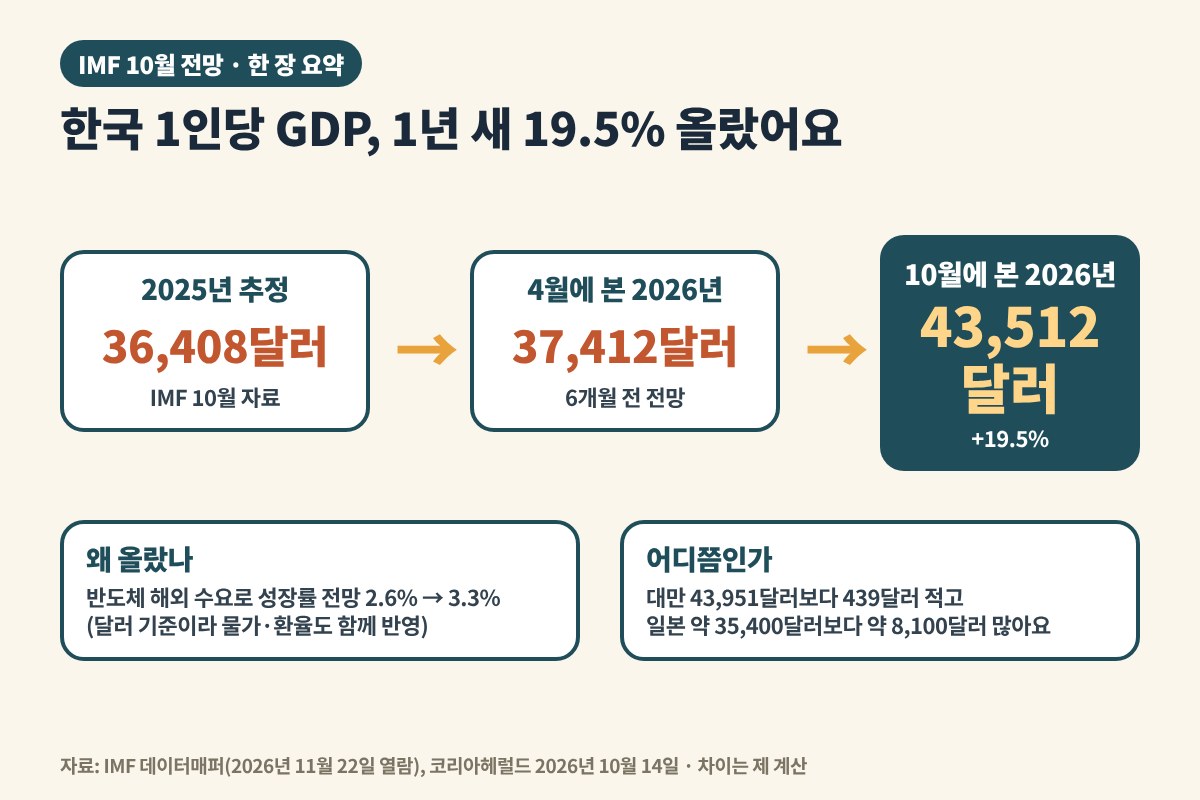 IMF 10월 전망 · 한 장 요약
한국 1인당 GDP, 1년 새 19.5% 올랐어요
2025년 추정
36,408달러
IMF 10월 자료
→
4월에 본 2026년
37,412달러
6개월 전 전망
→
10월에 본 2026년
43,512
달러
+19.5%
왜 올랐나
반도체 해외 수요로 성장률 전망 2.6% → 3.3%
(달러 기준이라 물가·환율도 함께 반영)
어디쯤인가
대만 43,951달러보다 439달러 적고
일본 약 35,400달러보다 약 8,100달러 많아요
자료: IMF 데이터매퍼(2026년 11월 22일 열람), 코리아헤럴드 2026년 10월 14일 · 차이는 제 계산